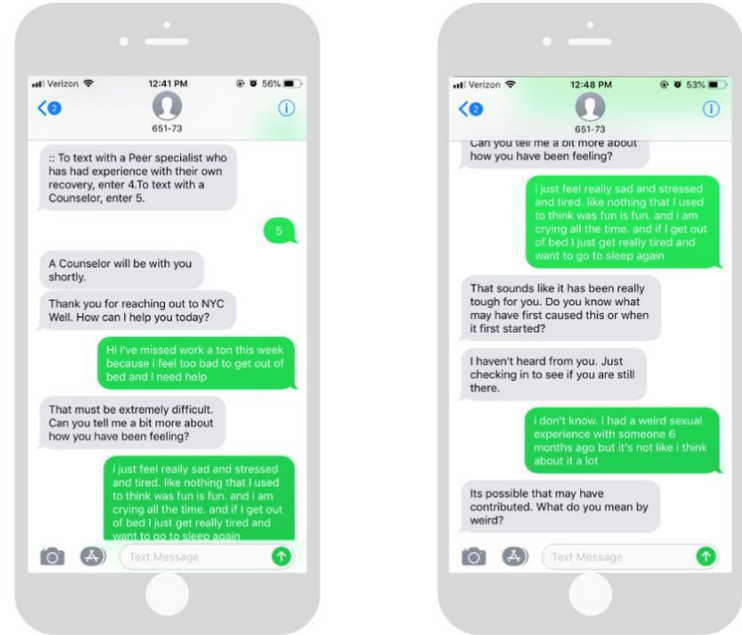 Verizon 12:41 PM 56%
2
651-73
:: To text with a Peer specialist who
has had experience with their own
recovery, enter 4.To text with a
Counselor, enter 5.
5
A Counselor will be with you
shortly.
Thank you for reaching out to NYC
Well. How can I help you today?
Hi I've missed work a ton this week
because i feel too bad to get out of
bed and I need help
That must be extremely difficult.
Can you tell me a bit more about
how you have been feeling?
i just feel really sad and stressed
and tired. like nothing that I used
to think was fun is fun. and i am
crying all the time. and if I get out
of bed I just get really tired and
want to go to sleep again
Text Message
Verizon 12:48 PM 53%
2
651-73
Can you tell me a bit more about
how you have been feeling?
i just feel really sad and stressed
and tired. like nothing that I used
to think was fun is fun. and i am
crying all the time. and if I get out
of bed I just get really tired and
want to go to sleep again
That sounds like it has been really
tough for you. Do you know what
may have first caused this or when
it first started?
I haven't heard from you. Just
checking in to see if you are still
there.
i don't know. i had a weird sexual
experience with someone 6
months ago but it's not like i think
about it a lot
Its possible that may have
contributed. What do you mean by
weird?
Text Message